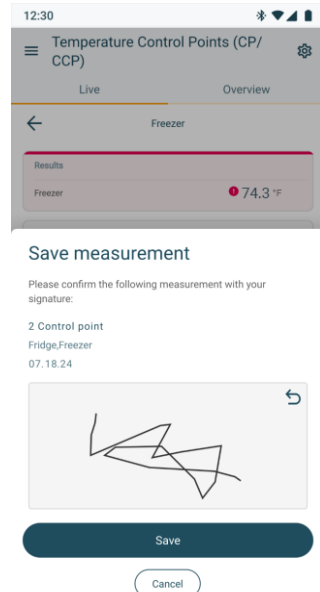 12:30
Temperature Control Points (CP/
CCP)
Live
Overview
Freezer
Results
Freezer
74.3 °F
Save measurement
Please confirm the following measurement with your
signature:
2 Control point
Fridge,Freezer
07.18.24
Save
Cancel